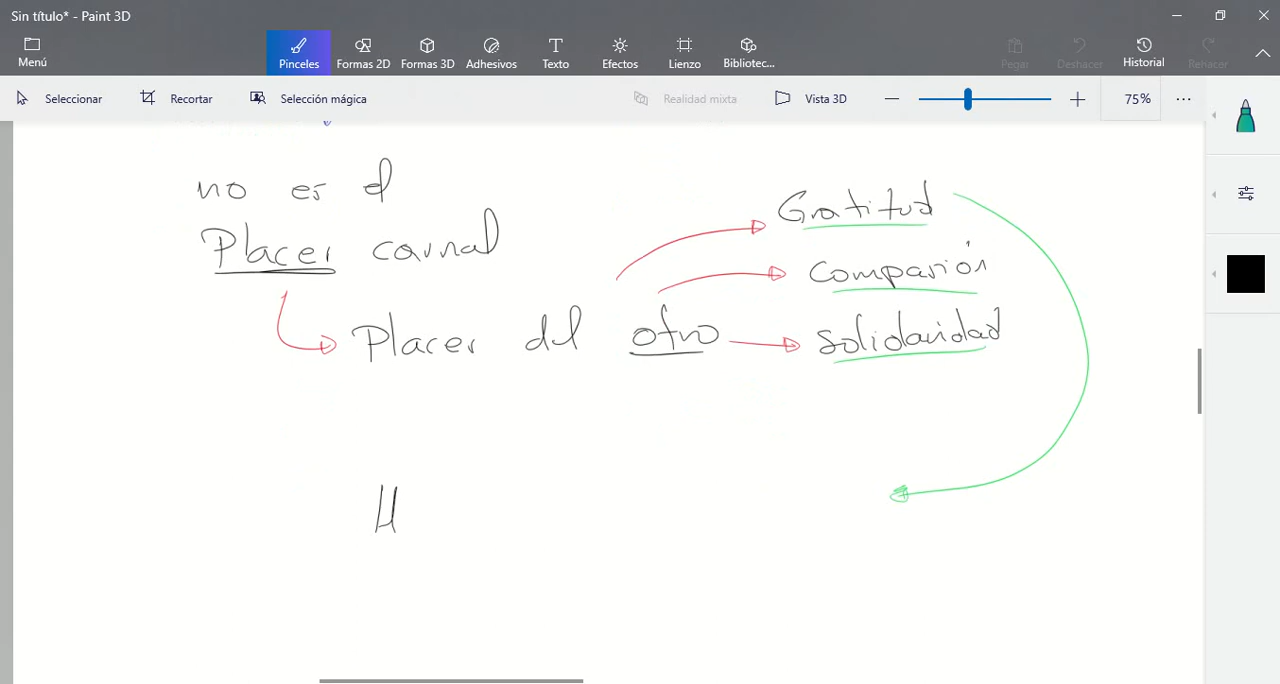 Sin título* - Paint 3D
Menú
Pinceles
Formas 2D
Formas 3D
Adhesivos
Texto
Efectos
Lienzo
Bibliotec...
Pegar
Deshacer
Historial
Rehacer
Seleccionar
Recortar
Selección mágica
Realidad mixta
Vista 3D
75%
no es el
Placer carnal
Placer del otro
Gratitud
Compasión
Solidaridad
H